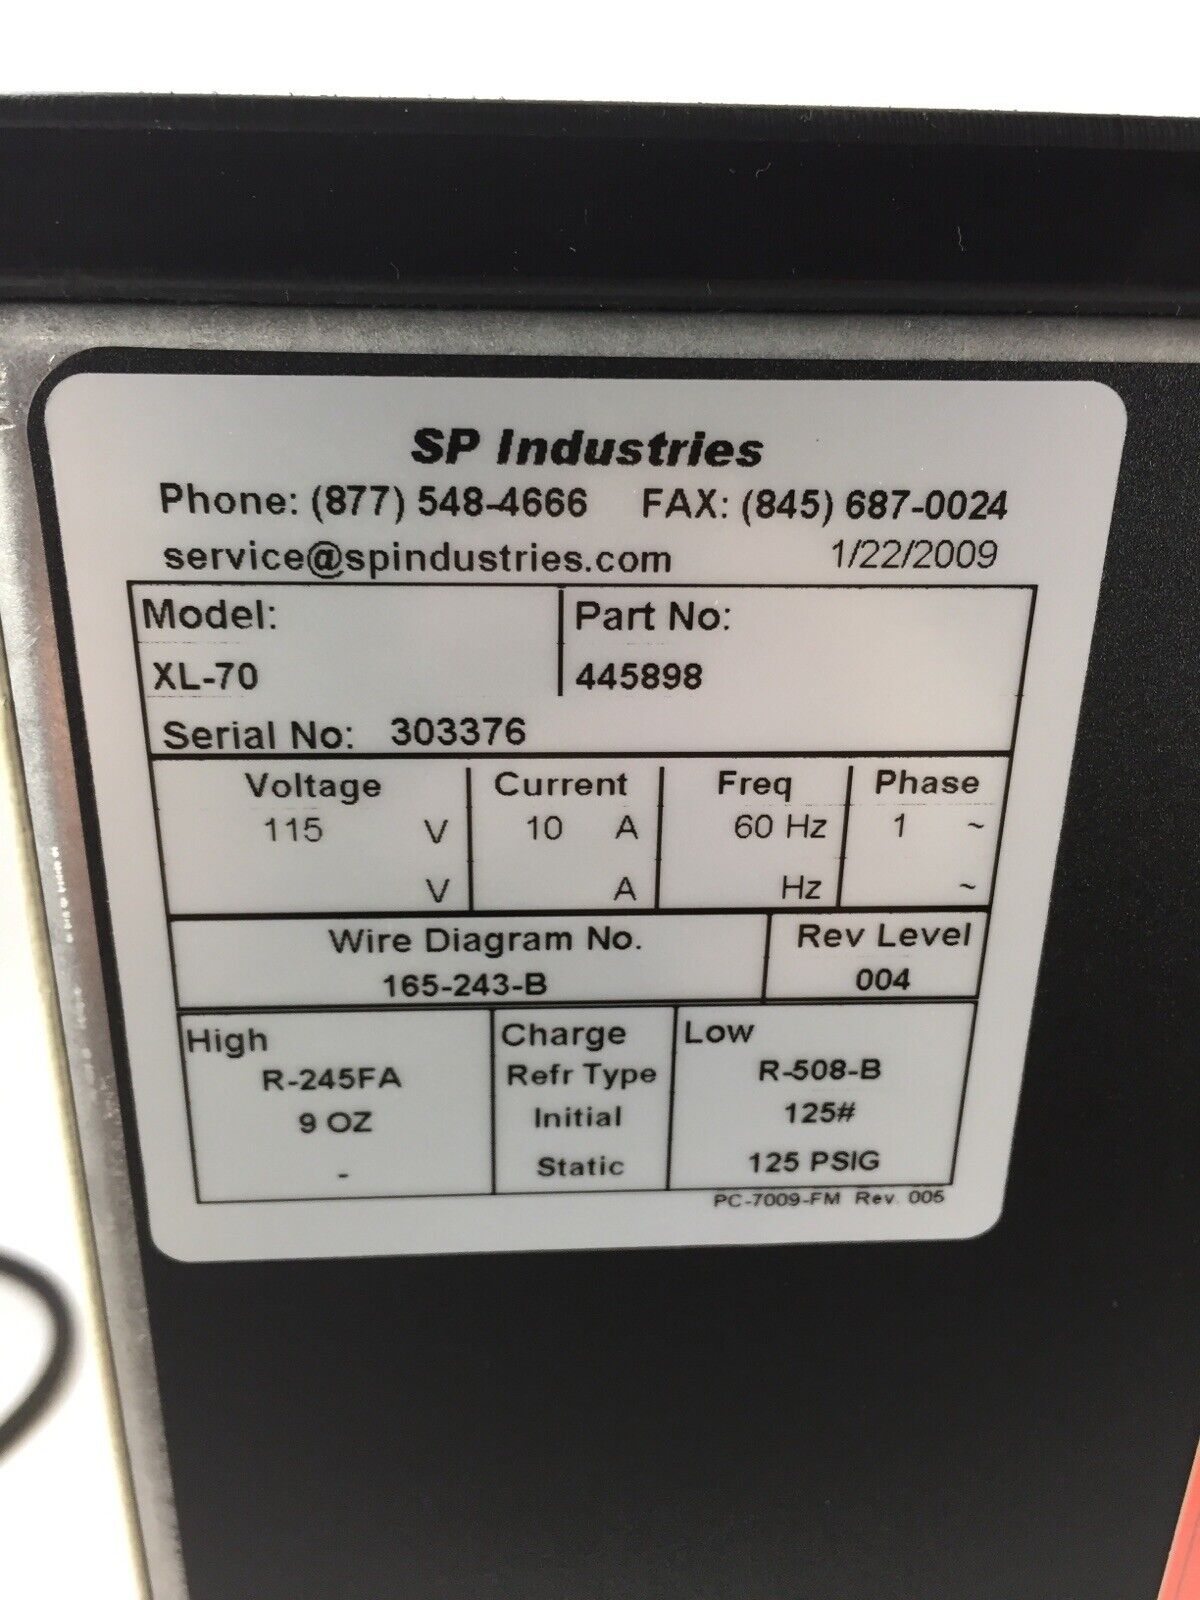 SP Industries
Phone: (877) 548-4666 FAX: (845) 687-0024
service@spindustries.com 1/22/2009
Model: Part No:
XL-70 445898
Serial No: 303376
Voltage Current Freq Phase
115 V 10 A 60 Hz 1 ~
V A Hz ~
Wire Diagram No. Rev Level
165-243-B 004
High Charge Low
R-245FA Refr Type R-508-B
9 OZ Initial 125#
- Static 125 PSIG
PC-7009-FM Rev. 005